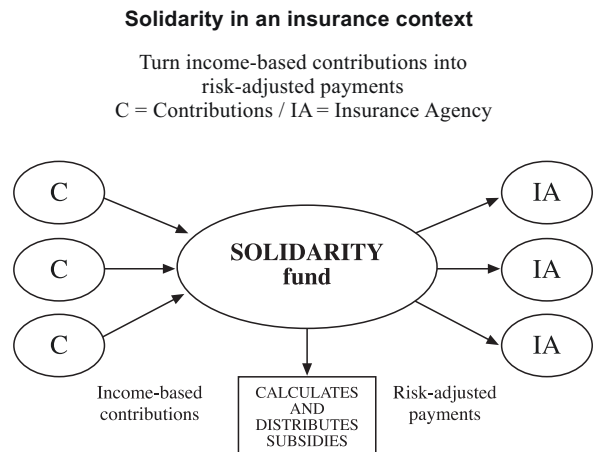 Solidarity in an insurance context
Turn income-based contributions into
risk-adjusted payments
C = Contributions / IA = Insurance Agency
C
IA
C
SOLIDARITY
fund
IA
C
IA
Income-based
contributions
CALCULATES
AND
DISTRIBUTES
SUBSIDIES
Risk-adjusted
payments